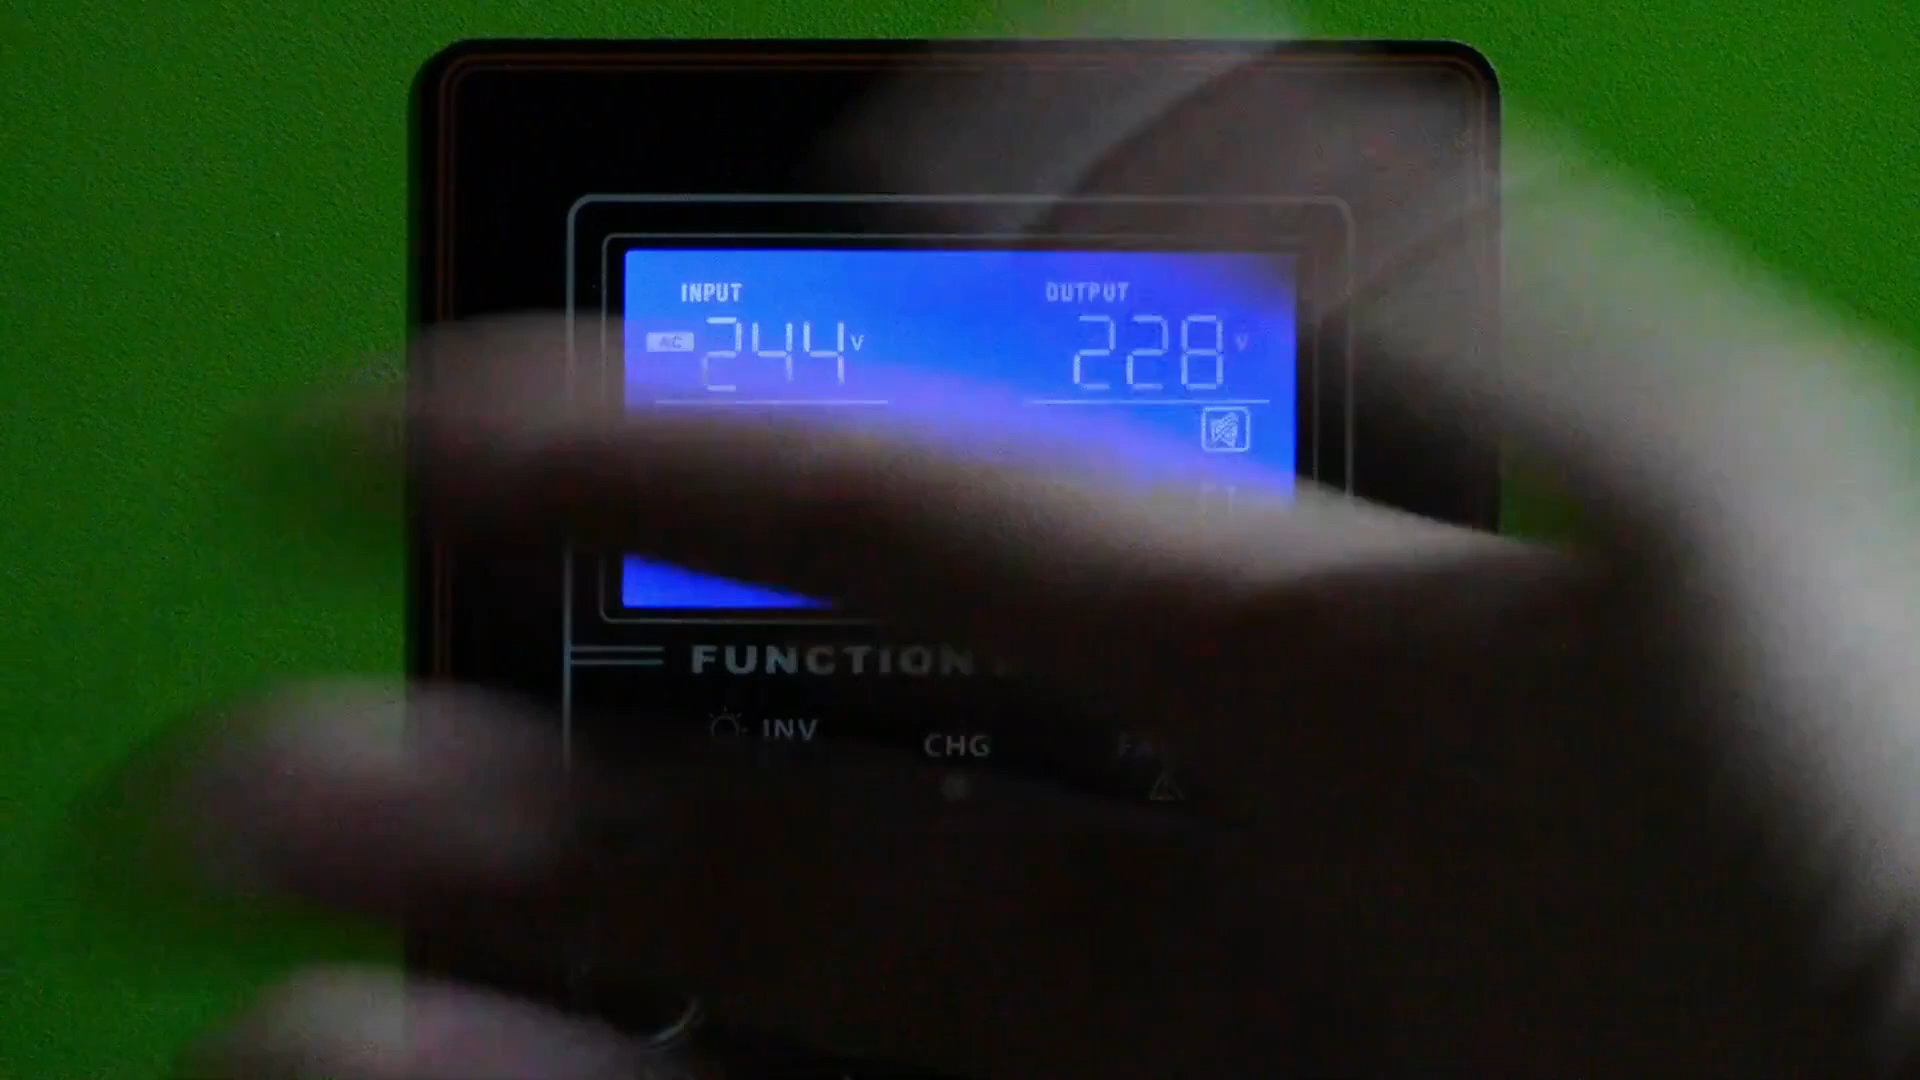 INPUT OUTPUT
AC 244V 228V
FUNCTION
INV CHG